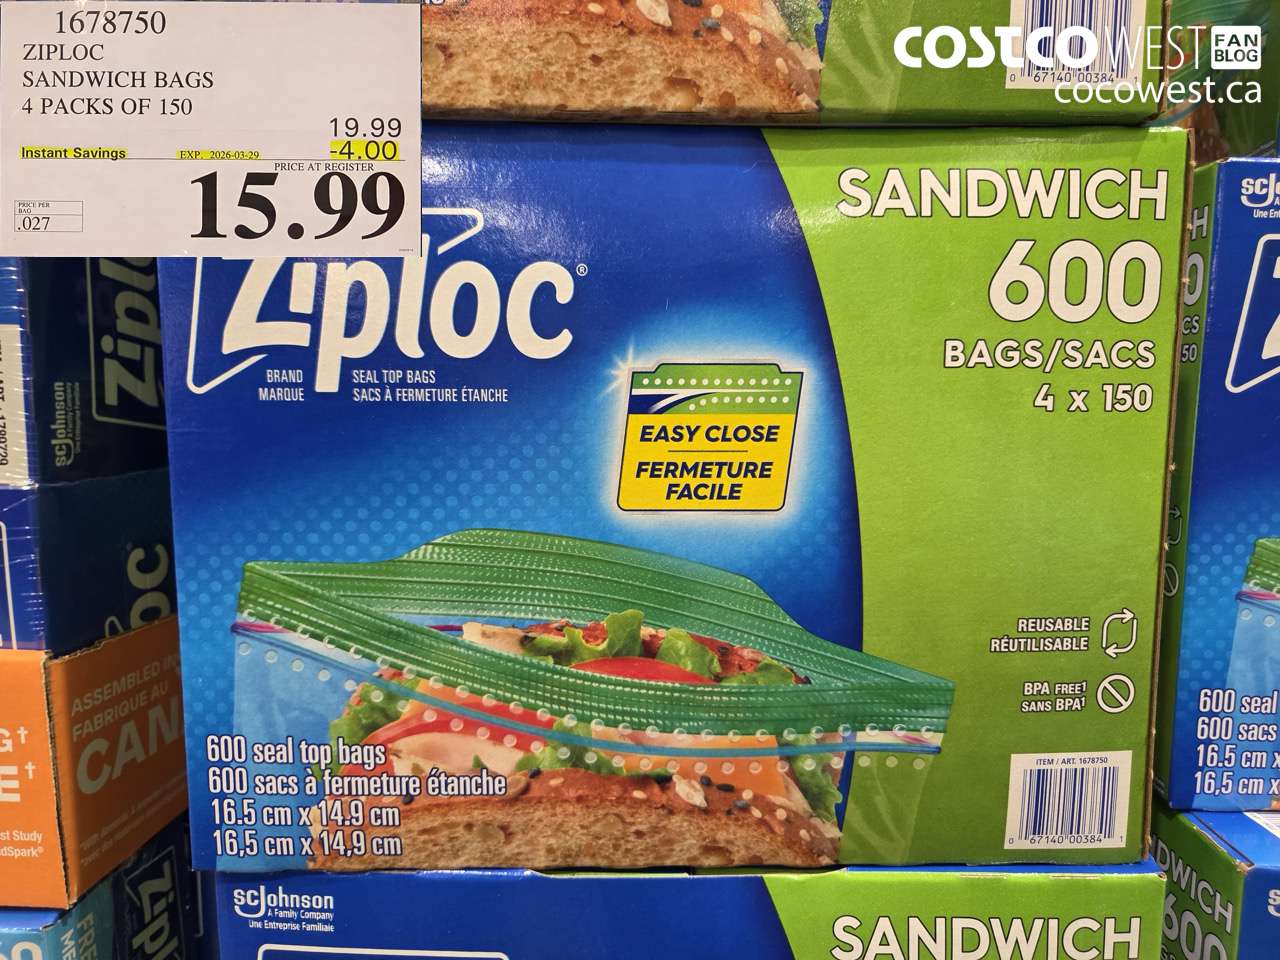 1678750
ZIPLOC
SANDWICH BAGS
4 PACKS OF 150
19.99
Instant Savings EXP. 2026-03-29 -4.00
PRICE AT REGISTER
15.99
PRICE PER
BAG
.027
COSTCO WEST FAN BLOG
cocowest.ca
0 67140 00384 1
Ziploc®
BRAND
MARQUE
SEAL TOP BAGS
SACS À FERMETURE ÉTANCHE
SANDWICH
600
BAGS/SACS
4 x 150
EASY CLOSE
FERMETURE
FACILE
REUSABLE
RÉUTILISABLE
BPA FREE¹
SANS BPA¹
ITEM / ART. 1678750
0 67140 00384 1
600 seal top bags
600 sacs à fermeture étanche
16.5 cm x 14.9 cm
16,5 cm x 14,9 cm
scJohnson
A Family Company
Une Entreprise Familiale
SANDWICH
Zipl
scJohnson
ASSEMBLED IN
FABRIQUÉ AU
CAN
600 seal
600 sacs
16.5 cm x
16,5 cm x
DWICH
600